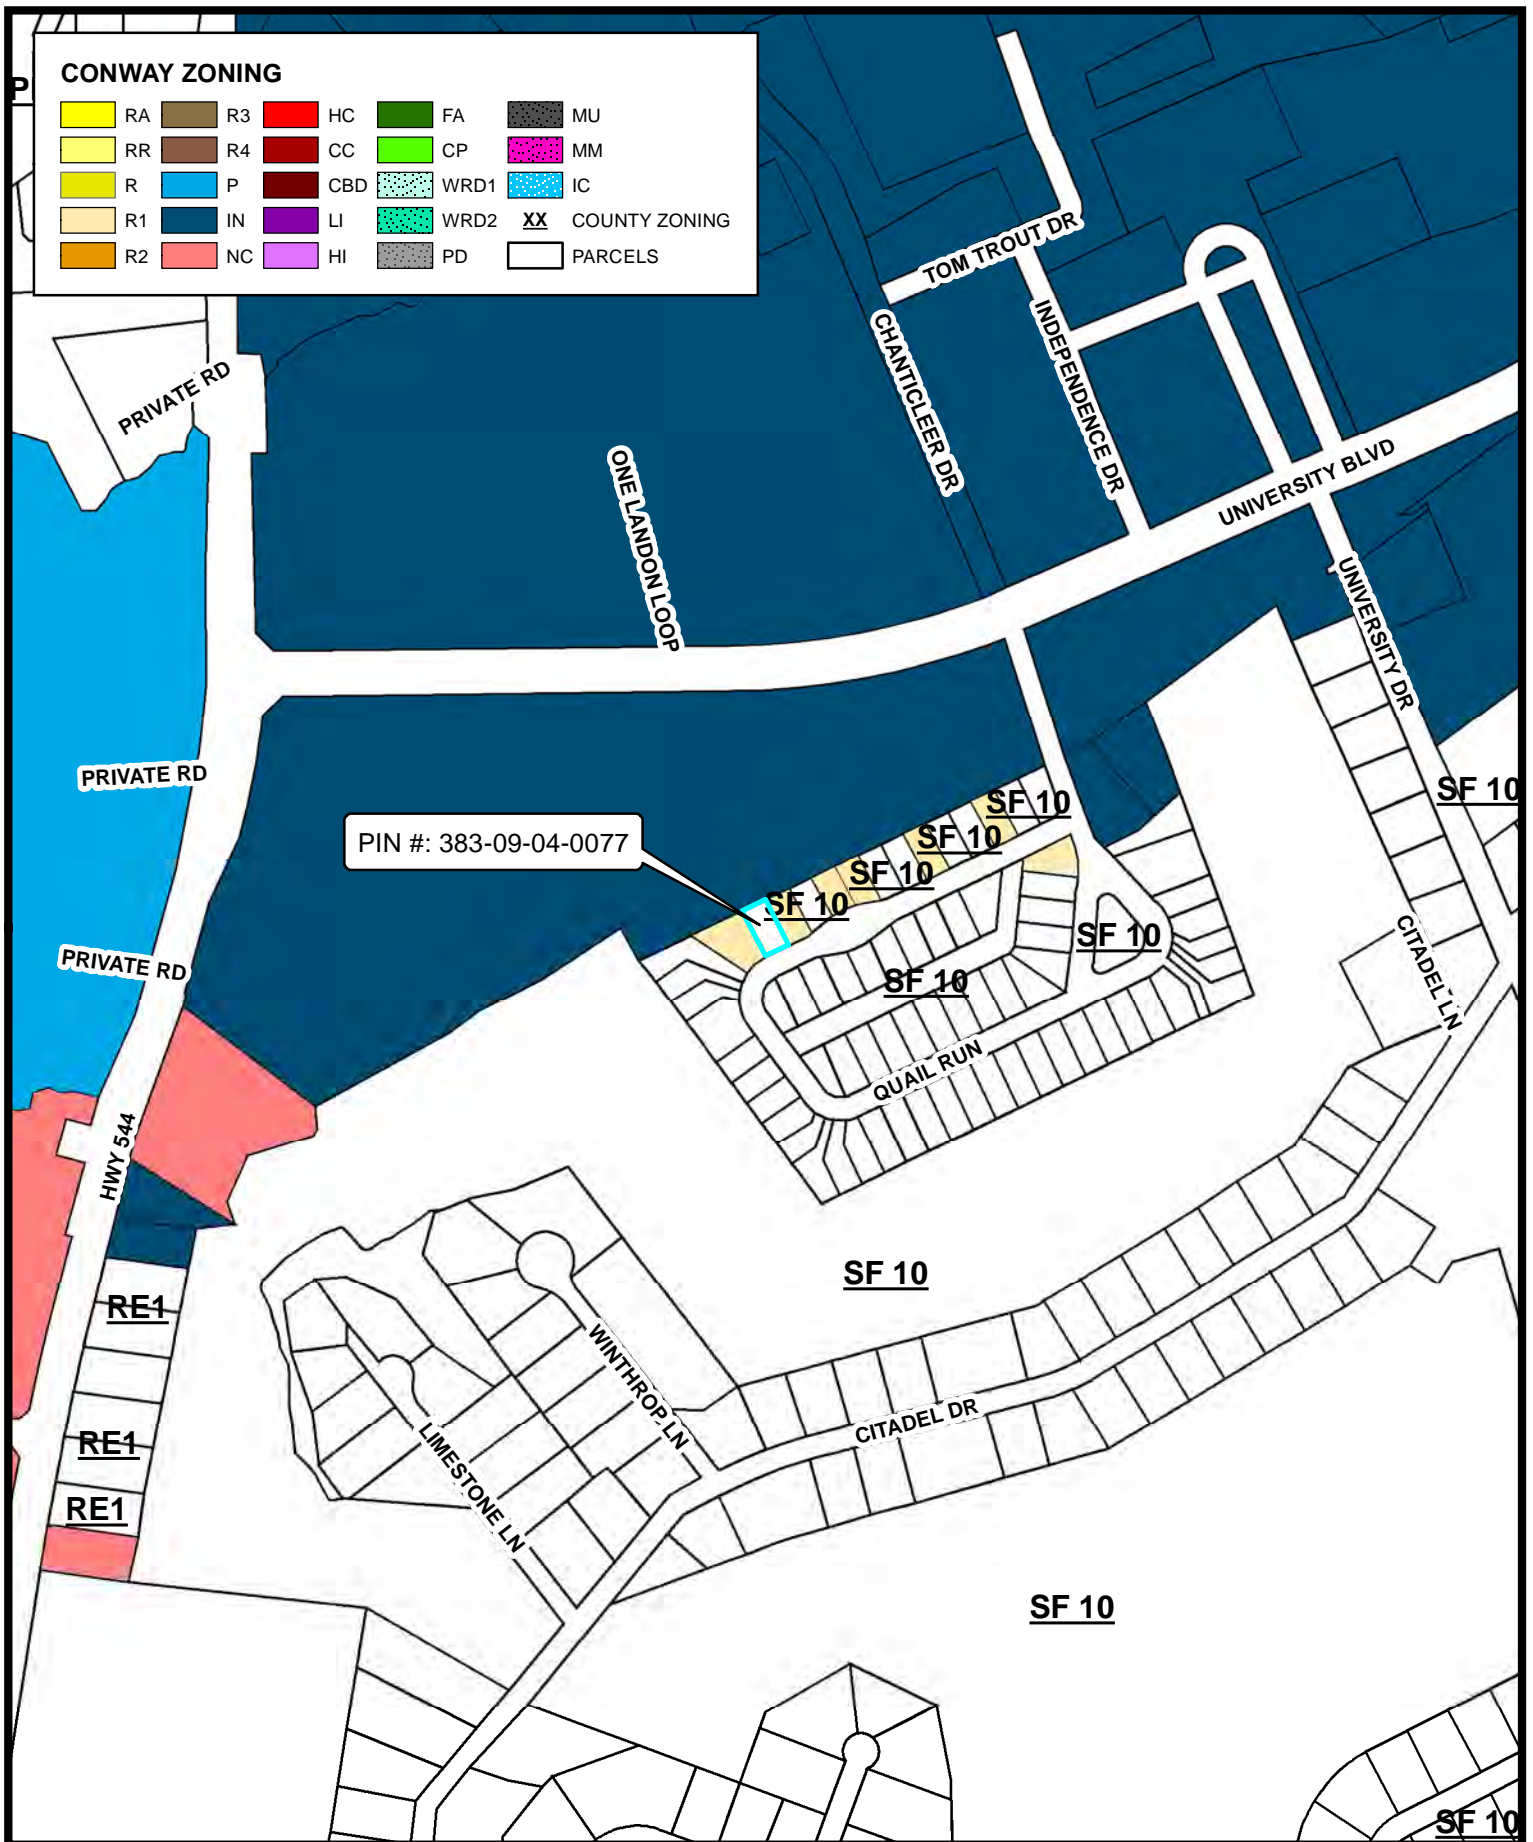 CONWAY ZONING
RA
R3
HC
FA
MU
RR
R4
CC
CP
MM
R
P
CBD
WRD1
IC
R1
IN
LI
WRD2
XX
COUNTY ZONING
R2
NC
HI
PD
PARCELS
TOM TROUT DR
CHANTICLEER DR
INDEPENDENCE DR
PRIVATE RD
ONE LANDON LOOP
UNIVERSITY BLVD
UNIVERSITY DR
PRIVATE RD
SF 10
SF 10
SF 10
PIN #: 383-09-04-0077
SF 10
SF 10
SF 10
PRIVATE RD
SF 10
CITADEL LN
QUAIL RUN
HWY 544
SF 10
RE1
WINTHROP LN
CITADEL DR
RE1
LIMESTONE LN
RE1
SF 10
SF 10